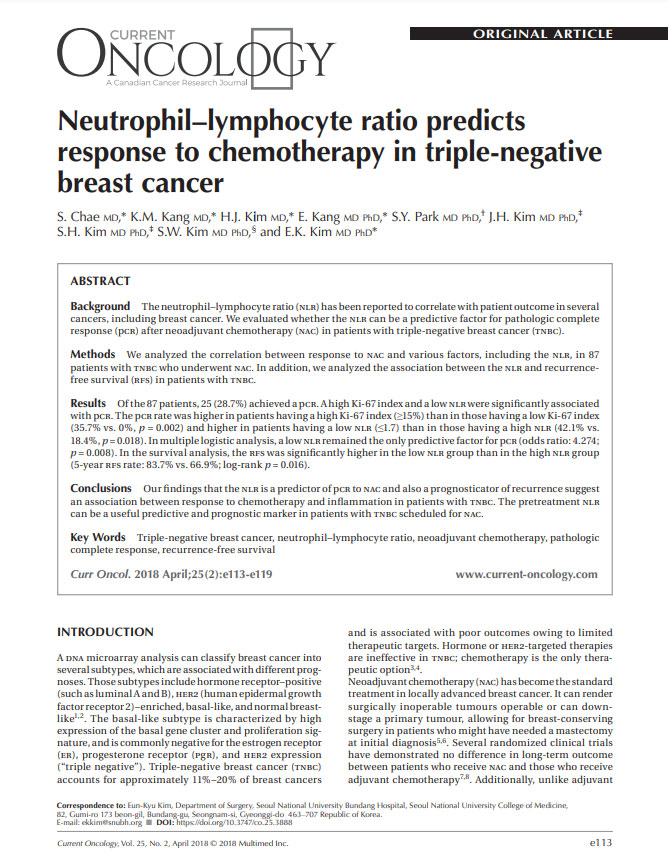 ORIGINAL ARTICLE
CURRENT
ONCOLOGY
A Canadian Cancer Research Journal
Neutrophil–lymphocyte ratio predicts
response to chemotherapy in triple-negative
breast cancer
S. Chae MD,* K.M. Kang MD,* H.J. Kim MD,* E. Kang MD PhD,* S.Y. Park MD PhD,† J.H. Kim MD PhD,‡
S.H. Kim MD PhD,‡ S.W. Kim MD PhD,§ and E.K. Kim MD PhD*
ABSTRACT
Background The neutrophil–lymphocyte ratio (NLR) has been reported to correlate with patient outcome in several
cancers, including breast cancer. We evaluated whether the NLR can be a predictive factor for pathologic complete
response (pCR) after neoadjuvant chemotherapy (NAC) in patients with triple-negative breast cancer (TNBC).
Methods We analyzed the correlation between response to NAC and various factors, including the NLR, in 87
patients with TNBC who underwent NAC. In addition, we analyzed the association between the NLR and recurrence-
free survival (RFS) in patients with TNBC.
Results Of the 87 patients, 25 (28.7%) achieved a pCR. A high Ki-67 index and a low NLR were significantly associated
with pCR. The pCR rate was higher in patients having a high Ki-67 index (≥15%) than in those having a low Ki-67 index
(35.7% vs. 0%, p = 0.002) and higher in patients having a low NLR (≤1.7) than in those having a high NLR (42.1% vs.
18.4%, p = 0.018). In multiple logistic analysis, a low NLR remained the only predictive factor for pCR (odds ratio: 4.274;
p = 0.008). In the survival analysis, the RFS was significantly higher in the low NLR group than in the high NLR group
(5-year RFS rate: 83.7% vs. 66.9%; log-rank p = 0.016).
Conclusions Our findings that the NLR is a predictor of pCR to NAC and also a prognosticator of recurrence suggest
an association between response to chemotherapy and inflammation in patients with TNBC. The pretreatment NLR
can be a useful predictive and prognostic marker in patients with TNBC scheduled for NAC.
Key Words Triple-negative breast cancer, neutrophil–lymphocyte ratio, neoadjuvant chemotherapy, pathologic
complete response, recurrence-free survival
Curr Oncol. 2018 April;25(2):e113-e119 www.current-oncology.com
INTRODUCTION
A DNA microarray analysis can classify breast cancer into
several subtypes, which are associated with different prog-
noses. Those subtypes include hormone receptor–positive
(such as luminal A and B), HER2 (human epidermal growth
factor receptor 2)–enriched, basal-like, and normal breast-
like1,2. The basal-like subtype is characterized by high
expression of the basal gene cluster and proliferation sig-
nature, and is commonly negative for the estrogen receptor
(ER), progesterone receptor (PgR), and HER2 expression
(“triple negative”). Triple-negative breast cancer (TNBC)
accounts for approximately 11%–20% of breast cancers
and is associated with poor outcomes owing to limited
therapeutic targets. Hormone or HER2-targeted therapies
are ineffective in TNBC; chemotherapy is the only thera-
peutic option3,4.
Neoadjuvant chemotherapy (NAC) has become the standard
treatment in locally advanced breast cancer. It can render
surgically inoperable tumours operable or can down-
stage a primary tumour, allowing for breast-conserving
surgery in patients who might have needed a mastectomy
at initial diagnosis5,6. Several randomized clinical trials
have demonstrated no difference in long-term outcome
between patients who receive NAC and those who receive
adjuvant chemotherapy7,8. Additionally, unlike adjuvant
Correspondence to: Eun-Kyu Kim, Department of Surgery, Seoul National University Bundang Hospital, Seoul National University College of Medicine,
82, Gumi-ro 173 beon-gil, Bundang-gu, Seongnam-si, Gyeonggi-do 463–707 Republic of Korea.
E-mail: ekkim@snubh.org ■ DOI: https://doi.org/10.3747/co.25.3888
Current Oncology, Vol. 25, No. 2, April 2018 © 2018 Multimed Inc. e113